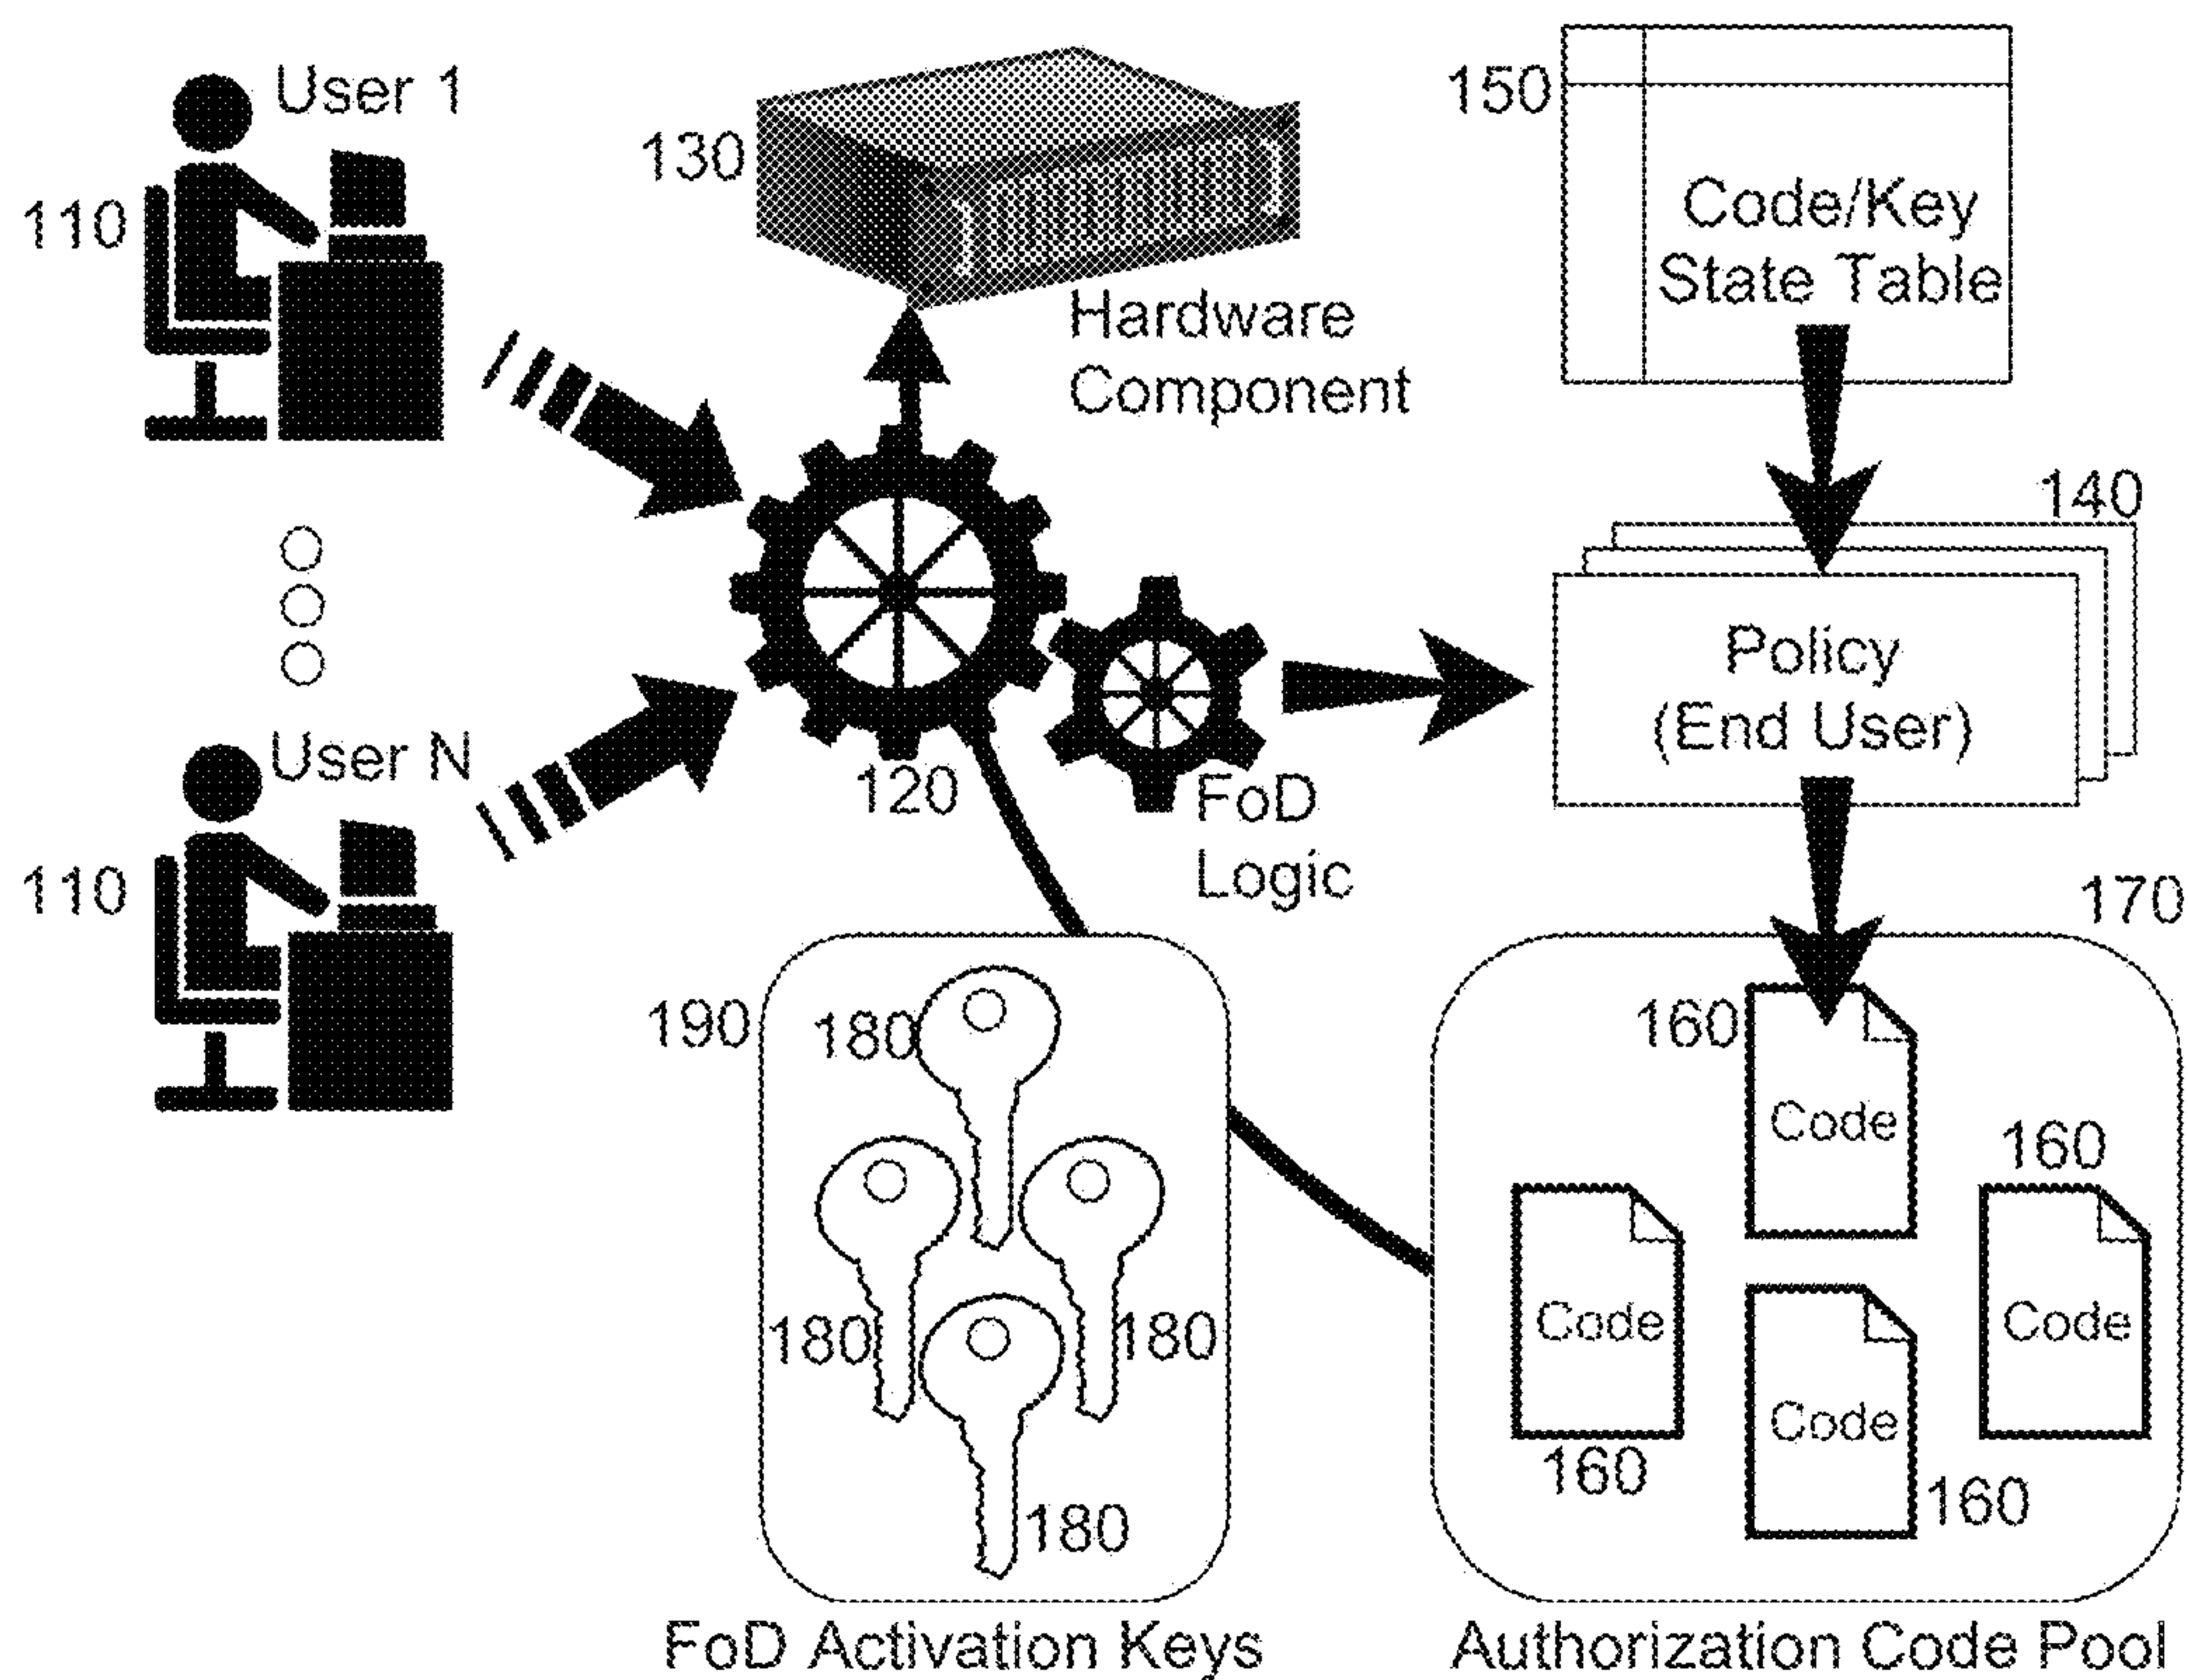 User 1
110
130
Hardware
Component
150
Code/Key
State Table
140
Policy
(End User)
User N
110
120
FoD
Logic
170
190
180
180
180
180
FoD Activation Keys
160
Code
160
Code
Code
160
Code
160
Authorization Code Pool